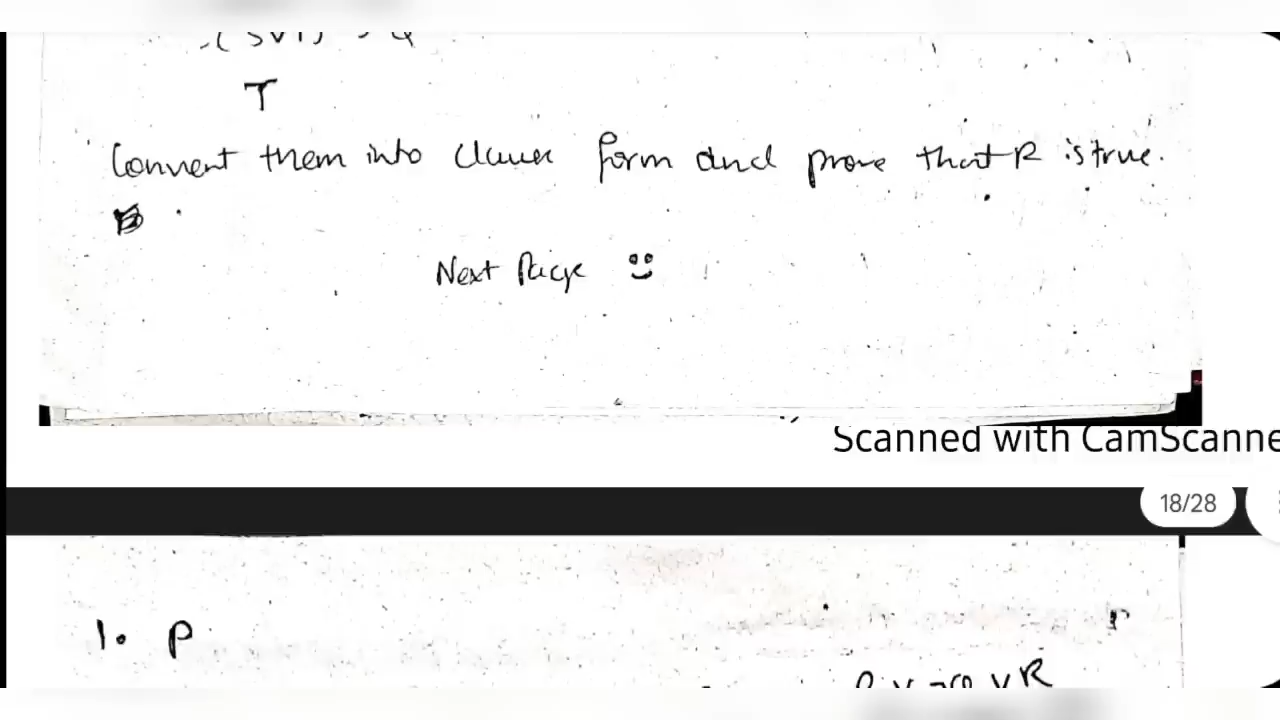 T
Convert them into clause form and prove that R is true.
Next Page
Scanned with CamScanne
18/28
1. P